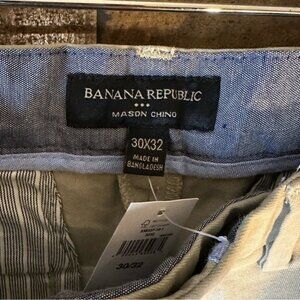 BANANA REPUBLIC
MASON CHINO
30X32
MADE IN
BANGLADESH
30/32